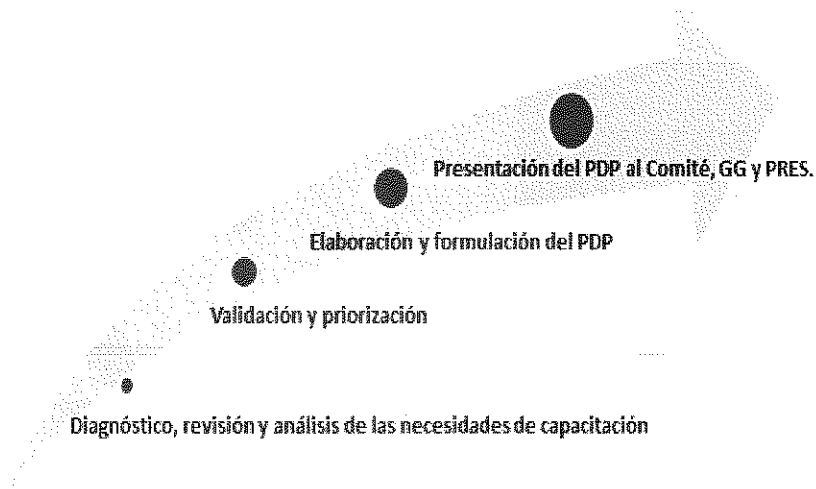 Presentación del PDP al Comité, GG y PRES.
Elaboración y formulación del PDP
Validación y priorización
Diagnóstico, revisión y análisis de las necesidades de capacitación